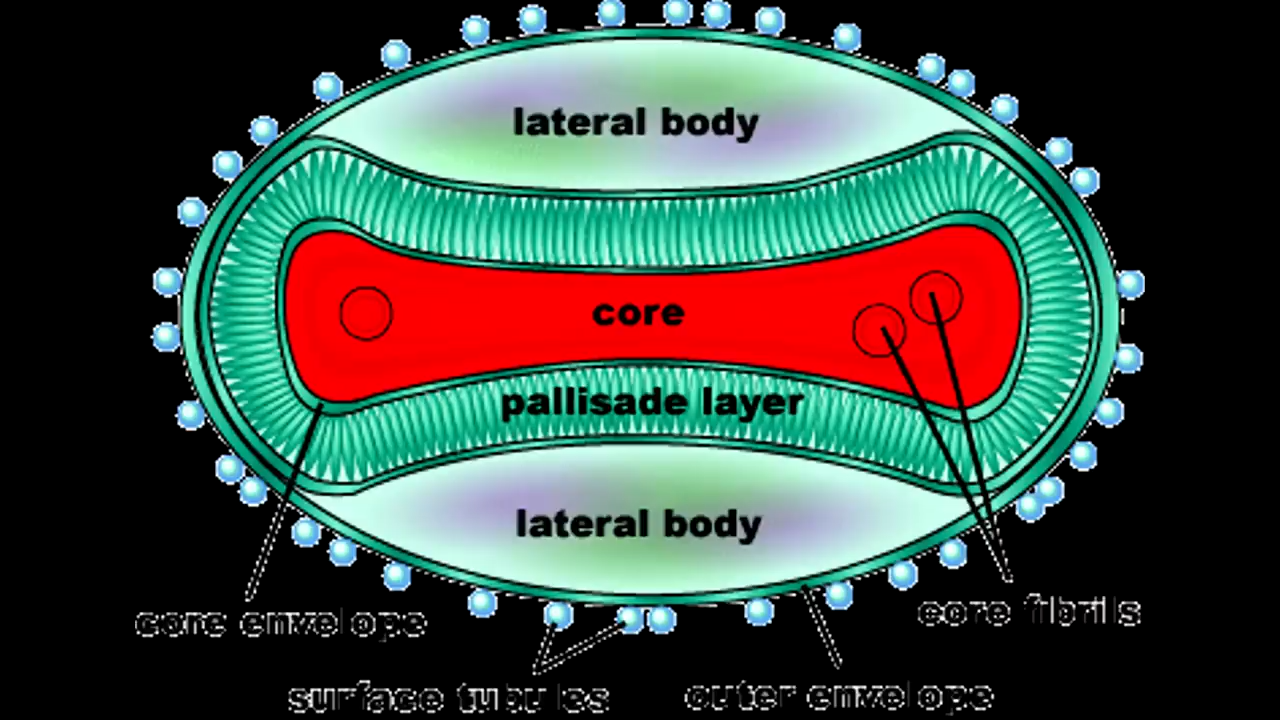 lateral body
core
pallisade layer
lateral body
core envelope
core fibrils
surface tubules
outer envelope